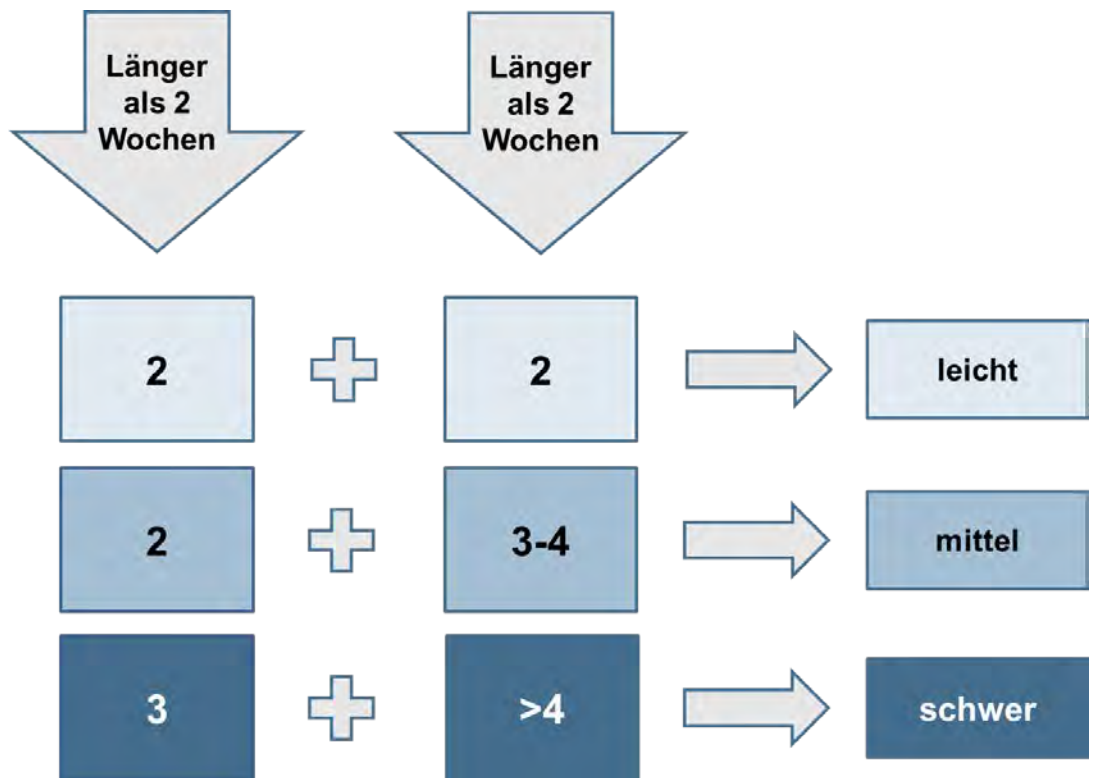 Länger
als 2
Wochen
Länger
als 2
Wochen
2
2
leicht
2
3-4
mittel
3
>4
schwer